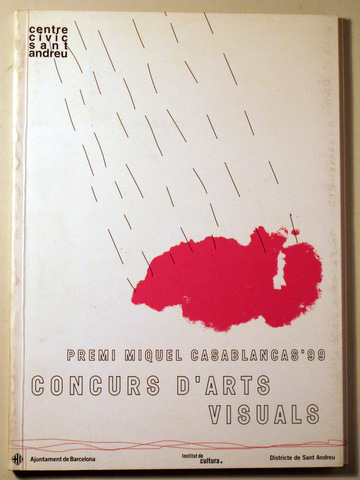 centre
cívic
sant
andreu
PREMI MIQUEL CASABLANCAS'99
CONCURS D'ARTS
VISUALS
Ajuntament de Barcelona
Institut de
cultura.
Districte de Sant Andreu